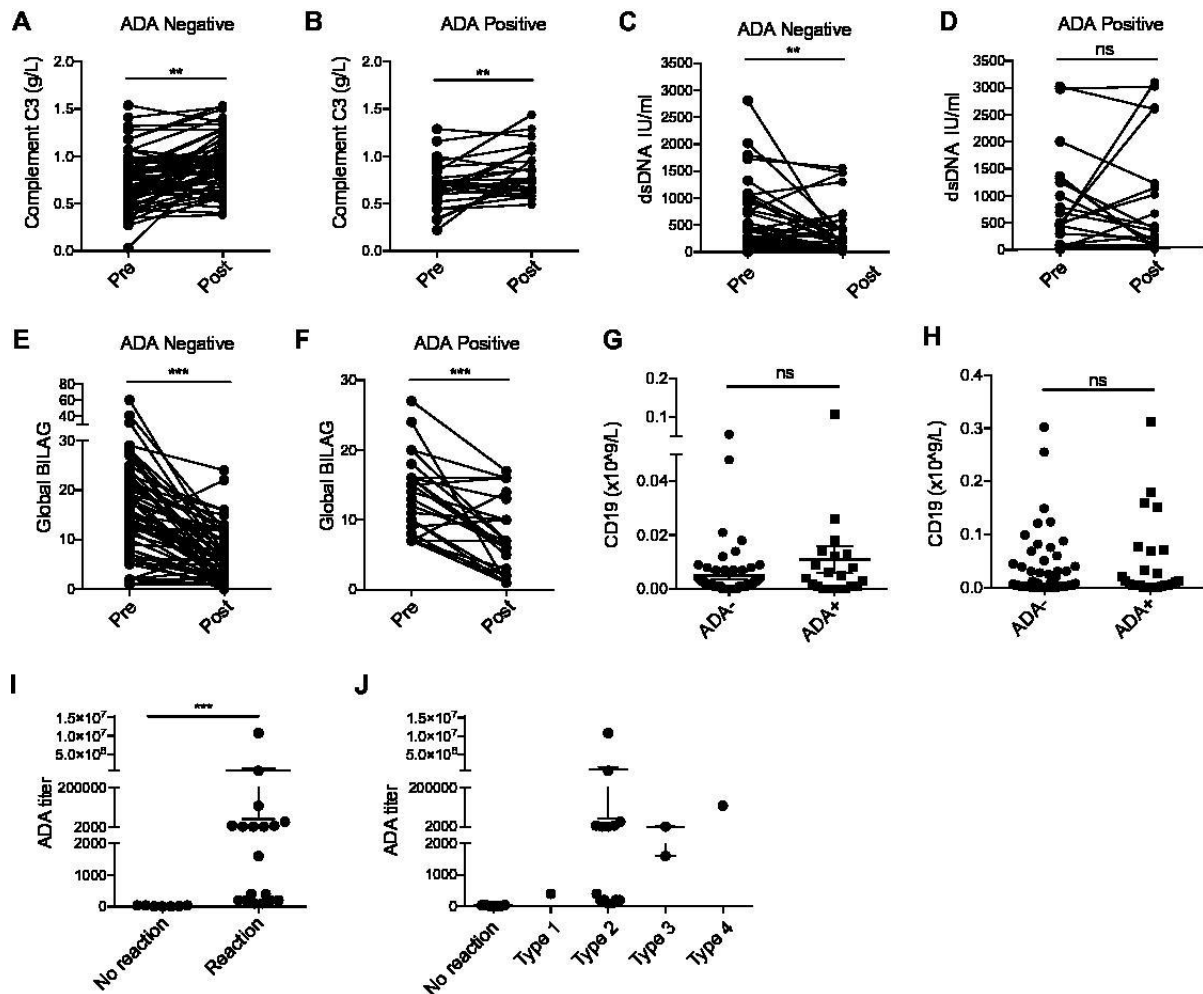 A
ADA Negative
Complement C3 (g/L)
2.0
1.5
1.0
0.5
0.0
**
Pre
Post
B
ADA Positive
Complement C3 (g/L)
2.0
1.5
1.0
0.5
0.0
**
Pre
Post
C
ADA Negative
dsDNA IU/ml
3500
3000
2500
2000
1500
1000
500
0
**
Pre
Post
D
ADA Positive
dsDNA IU/ml
3500
3000
2500
2000
1500
1000
500
0
ns
Pre
Post
E
ADA Negative
Global BILAG
80
60
40
20
30
20
10
0
***
Pre
Post
F
ADA Positive
Global BILAG
30
20
10
0
***
Pre
Post
G
CD19 (x10^9/L)
0.2
0.1
0.04
0.02
0.00
ns
ADA-
ADA+
H
CD19 (x10^9/L)
0.4
0.3
0.2
0.1
0.0
ns
ADA-
ADA+
I
ADA titer
1.5×10⁷
1.0×10⁷
5.0×10⁶
200000
2000
2000
1000
0
***
No reaction
Reaction
J
ADA titer
1.5×10⁷
1.0×10⁷
5.0×10⁶
200000
2000
2000
1000
0
No reaction
Type 1
Type 2
Type 3
Type 4